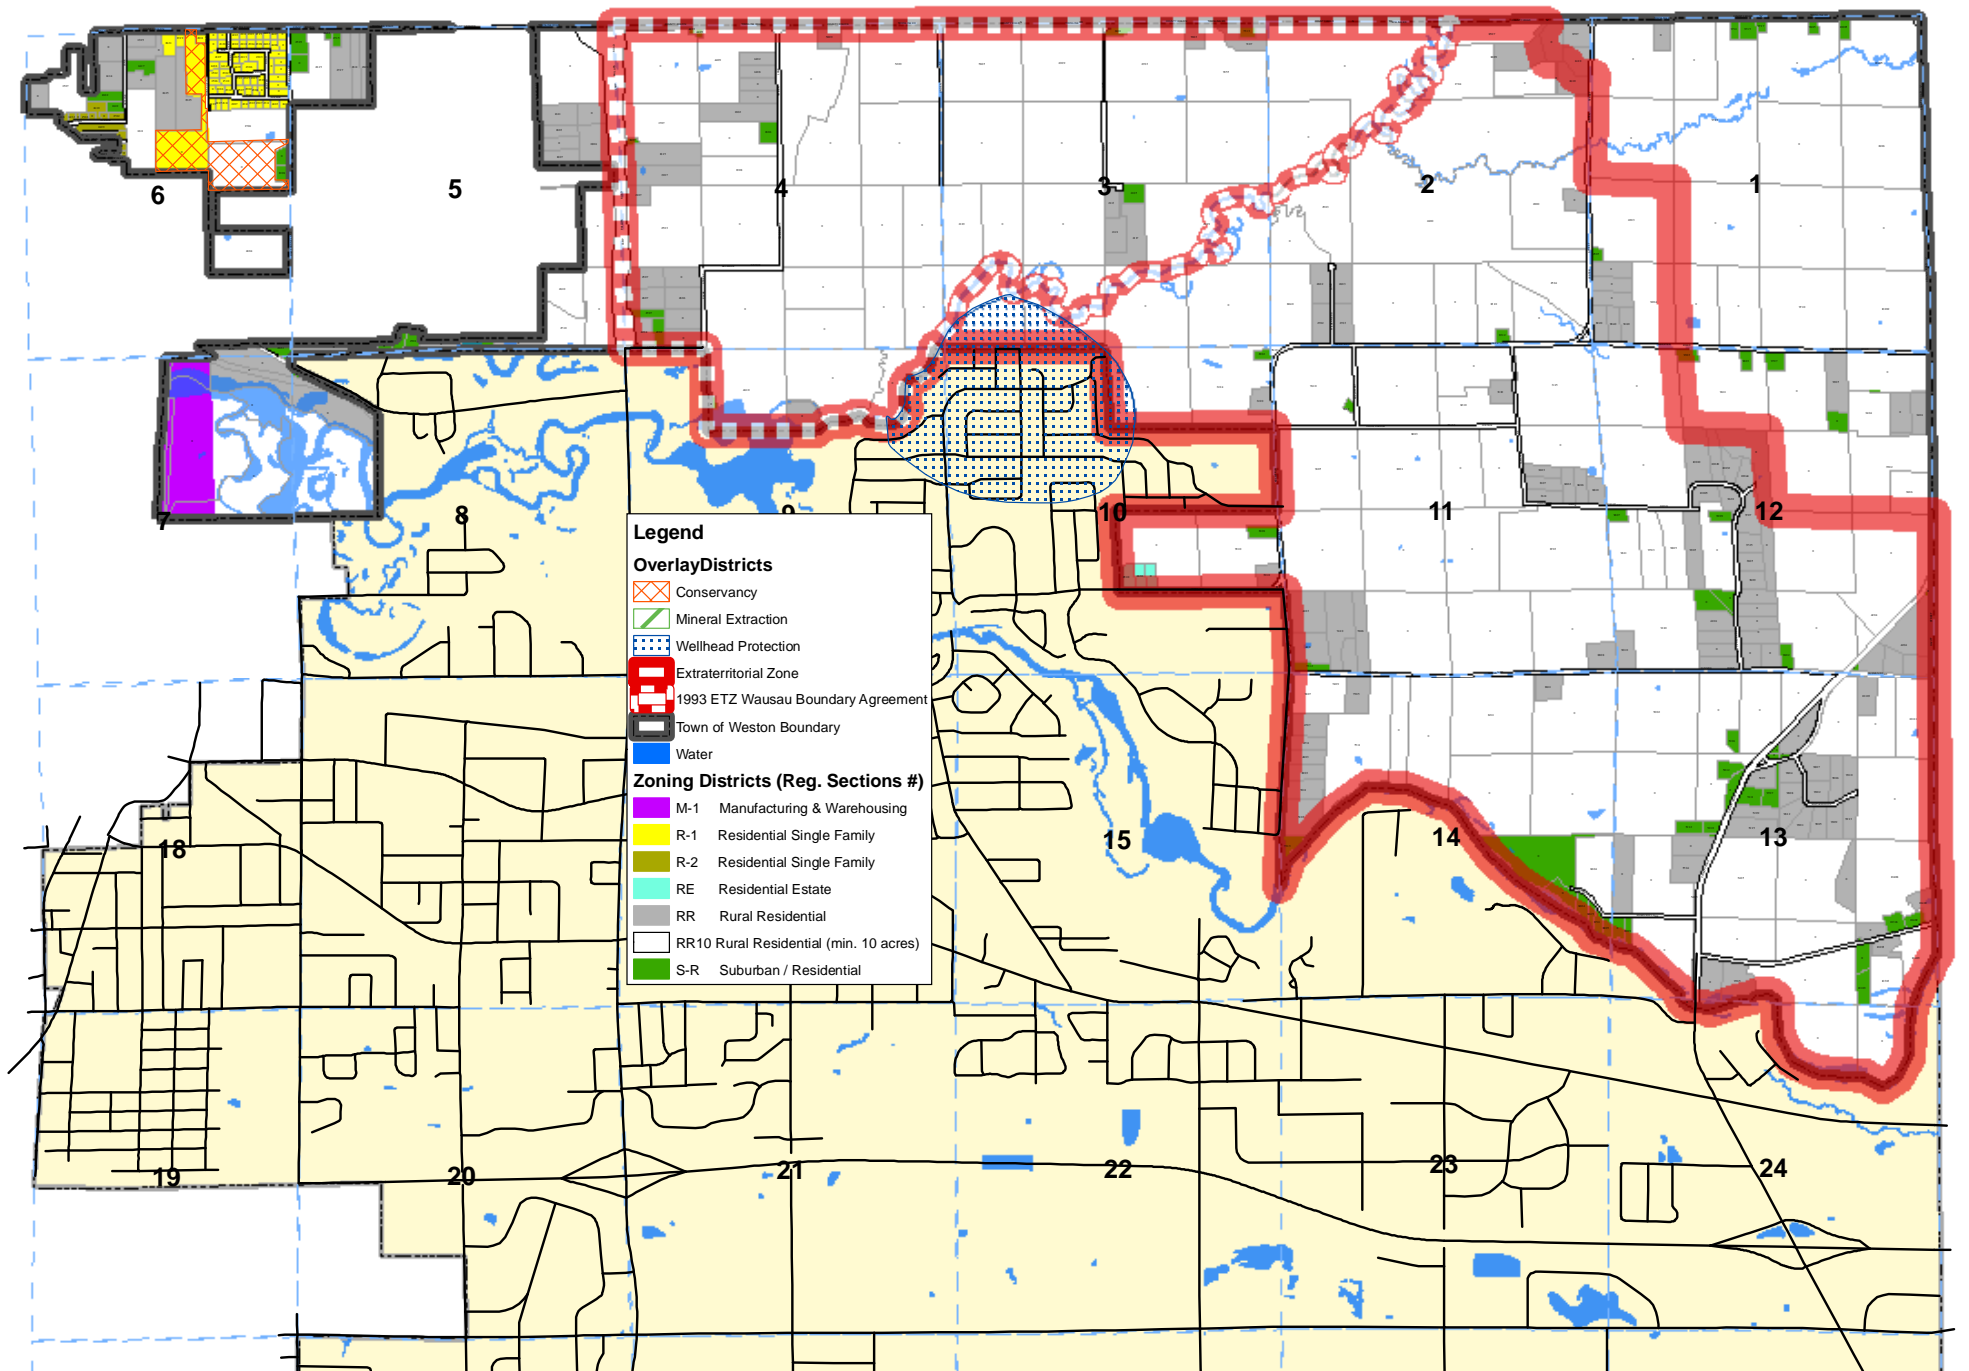 6
5
4
3
2
1
7
8
9
10
11
12
Legend
OverlayDistricts
Conservancy
Mineral Extraction
Wellhead Protection
Extraterritorial Zone
1993 ETZ Wausau Boundary Agreement
Town of Weston Boundary
Water
Zoning Districts (Reg. Sections #)
M-1 Manufacturing & Warehousing
R-1 Residential Single Family
R-2 Residential Single Family
RE Residential Estate
RR Rural Residential
RR10 Rural Residential (min. 10 acres)
S-R Suburban / Residential
18
15
14
13
19
20
21
22
23
24